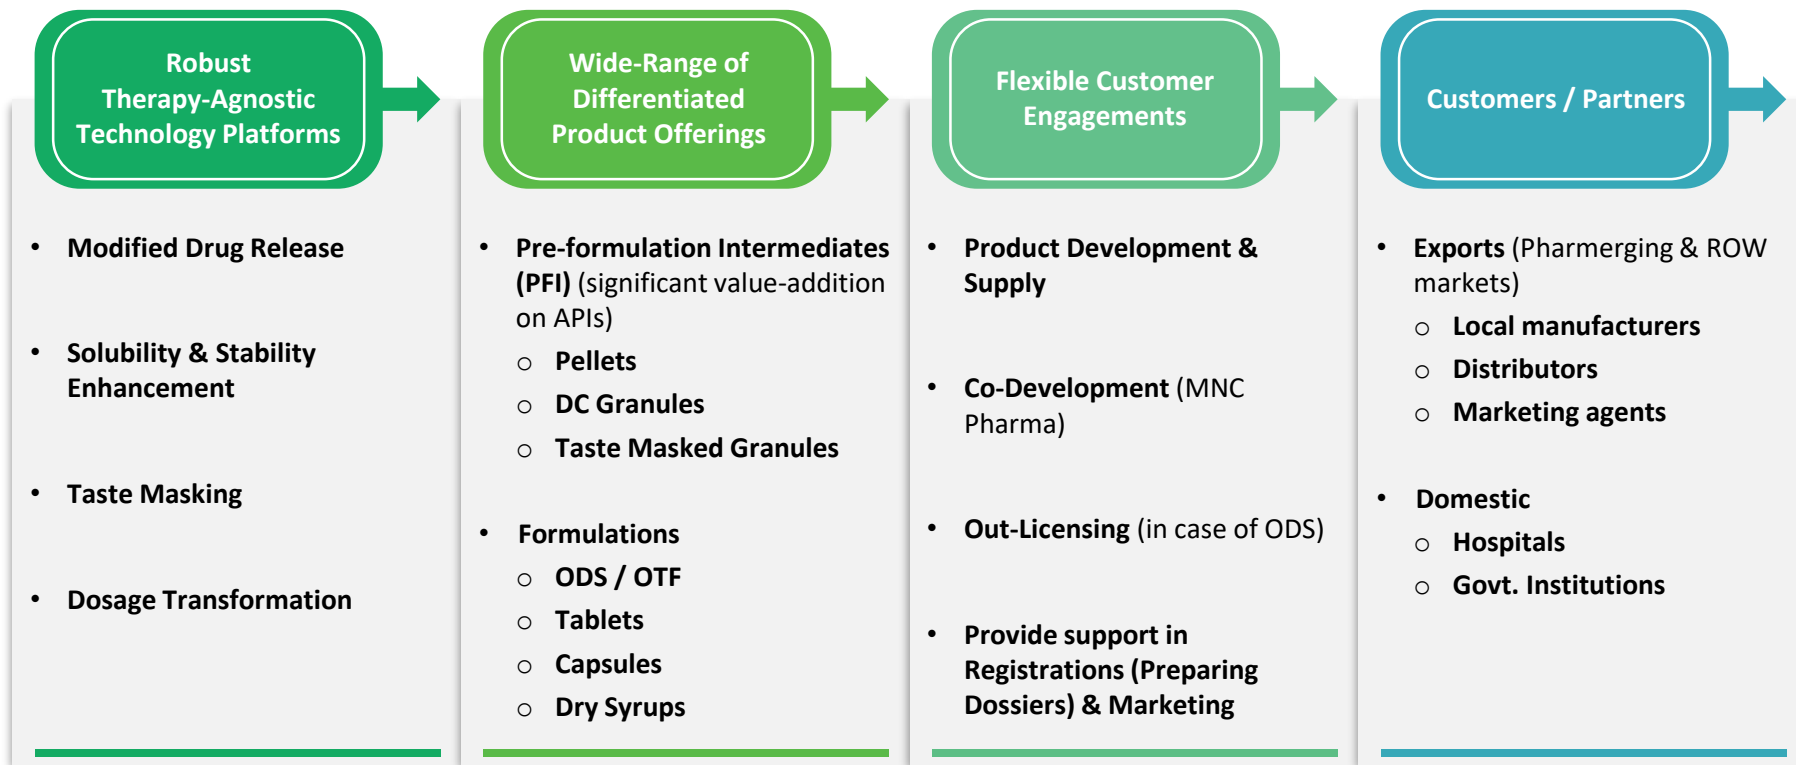 Robust
Therapy-Agnostic
Technology Platforms
• Modified Drug Release
• Solubility & Stability
Enhancement
• Taste Masking
• Dosage Transformation
Wide-Range of
Differentiated
Product Offerings
• Pre-formulation Intermediates
(PFI) (significant value-addition
on APIs)
o Pellets
o DC Granules
o Taste Masked Granules
• Formulations
o ODS / OTF
o Tablets
o Capsules
o Dry Syrups
Flexible Customer
Engagements
• Product Development &
Supply
• Co-Development (MNC
Pharma)
• Out-Licensing (in case of ODS)
• Provide support in
Registrations (Preparing
Dossiers) & Marketing
Customers / Partners
• Exports (Pharmerging & ROW
markets)
o Local manufacturers
o Distributors
o Marketing agents
• Domestic
o Hospitals
o Govt. Institutions